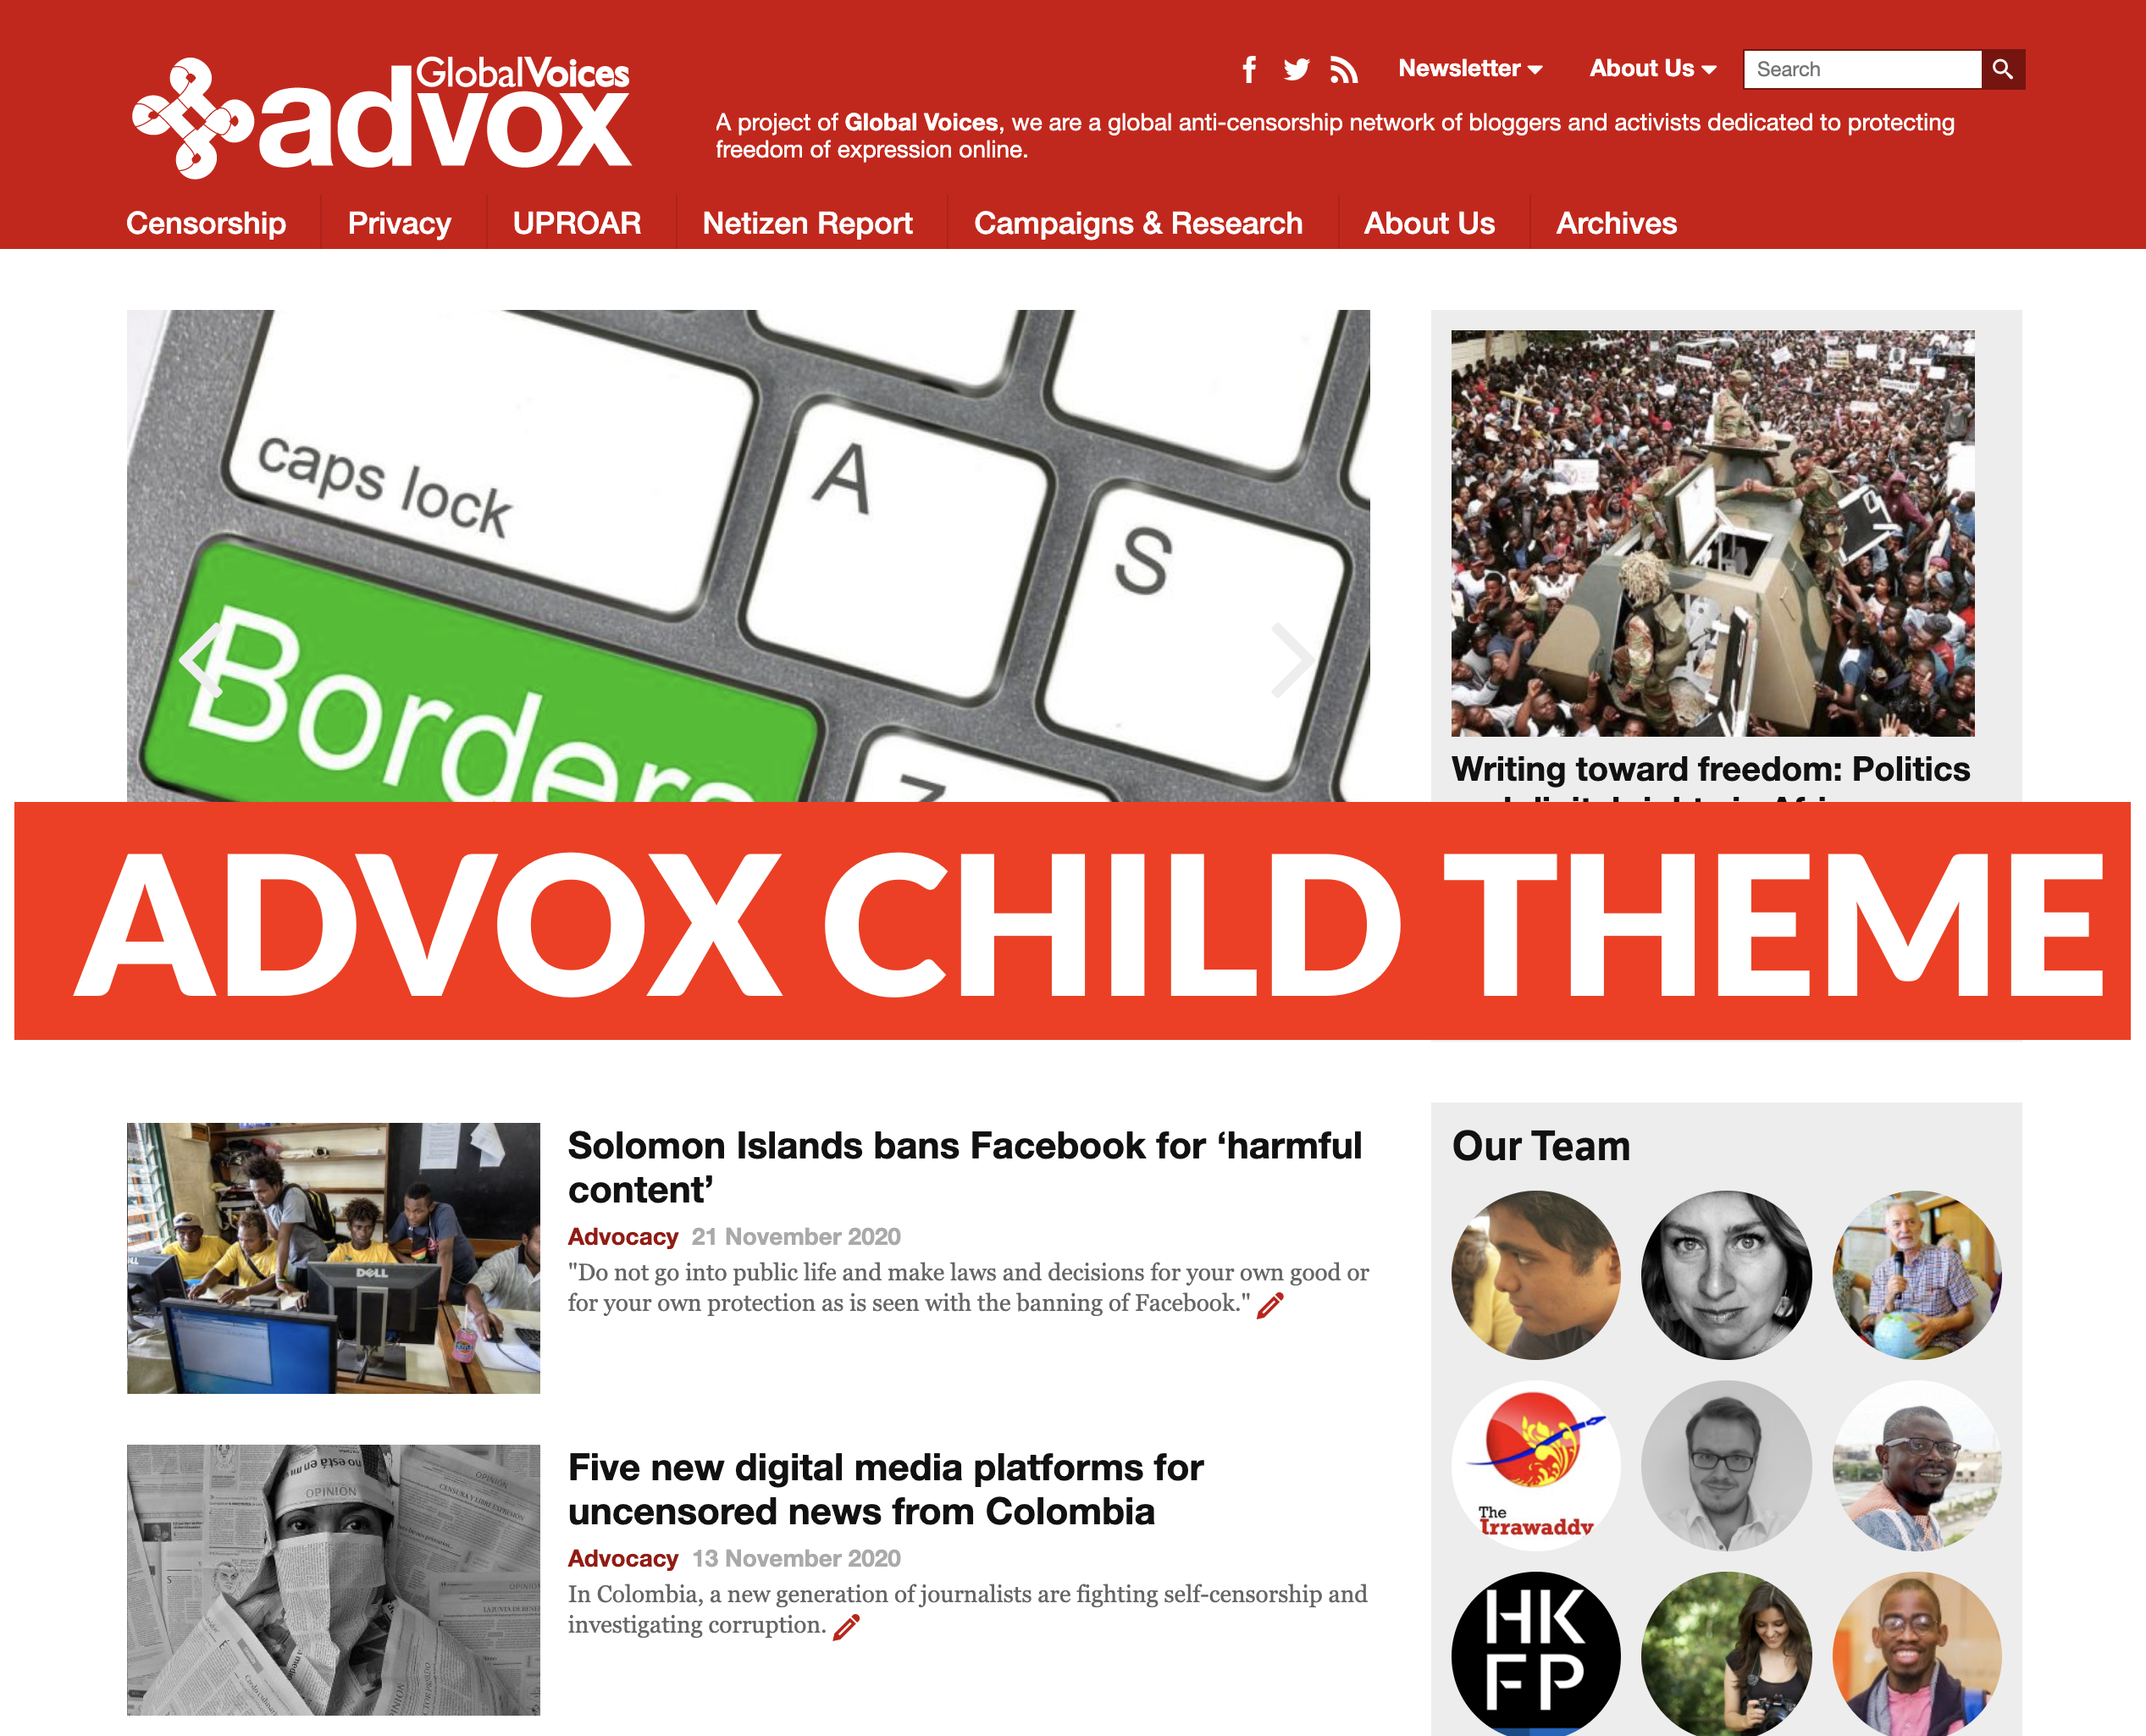 GlobalVoices
advox
Newsletter
About Us
Search
A project of Global Voices, we are a global anti-censorship network of bloggers and activists dedicated to protecting
freedom of expression online.
Censorship
Privacy
UPROAR
Netizen Report
Campaigns & Research
About Us
Archives
caps lock
A
S
Borders
Z
Writing toward freedom: Politics
ADVOX CHILD THEME
Solomon Islands bans Facebook for ‘harmful
content’
Advocacy 21 November 2020
"Do not go into public life and make laws and decisions for your own good or
for your own protection as is seen with the banning of Facebook."
DELL
Five new digital media platforms for
uncensored news from Colombia
Advocacy 13 November 2020
In Colombia, a new generation of journalists are fighting self-censorship and
investigating corruption.
OPINIÓN
OPINIÓN
Our Team
The
Irrawaddy
HK
FP